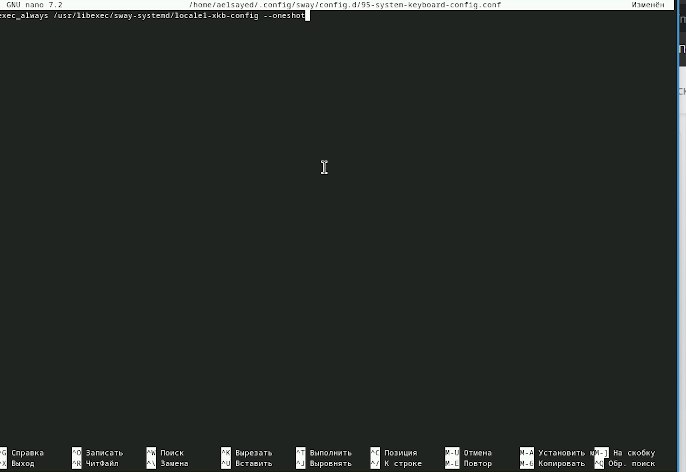 GNU nano 7.2 /home/aelsayed/.config/sway/config.d/95-system-keyboard-config.conf Изменён
exec_always /usr/libexec/sway-systemd/locale1-xkb-config --oneshot
^G Справка ^O Записать ^W Поиск ^K Вырезать ^T Выполнить ^C Позиция M-U Отмена M-A Установить M-] На скобку
^X Выход ^R ЧитФайл ^\ Замена ^U Вставить ^J Выровнять ^/ К строке M-E Повтор M-6 Копировать ^Q Обр. поиск